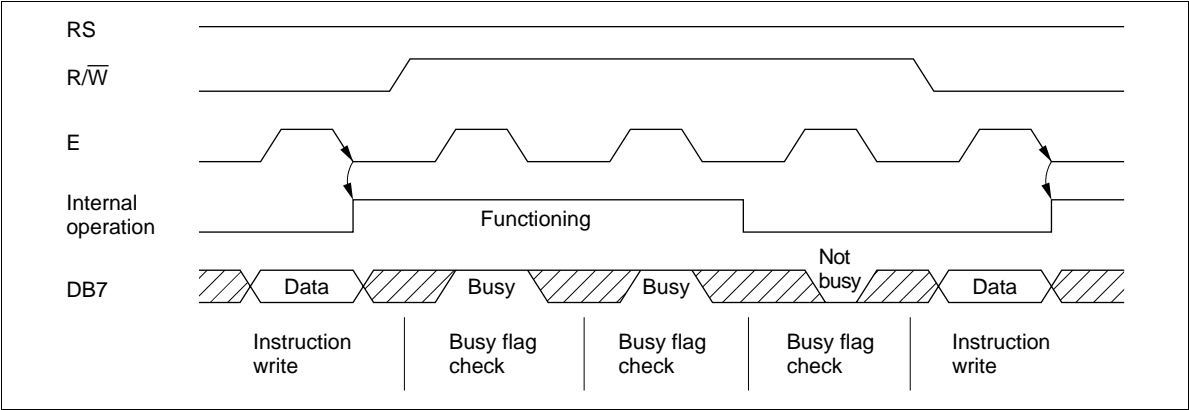 RS
R/W̅
E
Internal
operation
Functioning
DB7
Data
Busy
Busy
Not
busy
Data
Instruction
write
Busy flag
check
Busy flag
check
Busy flag
check
Instruction
write